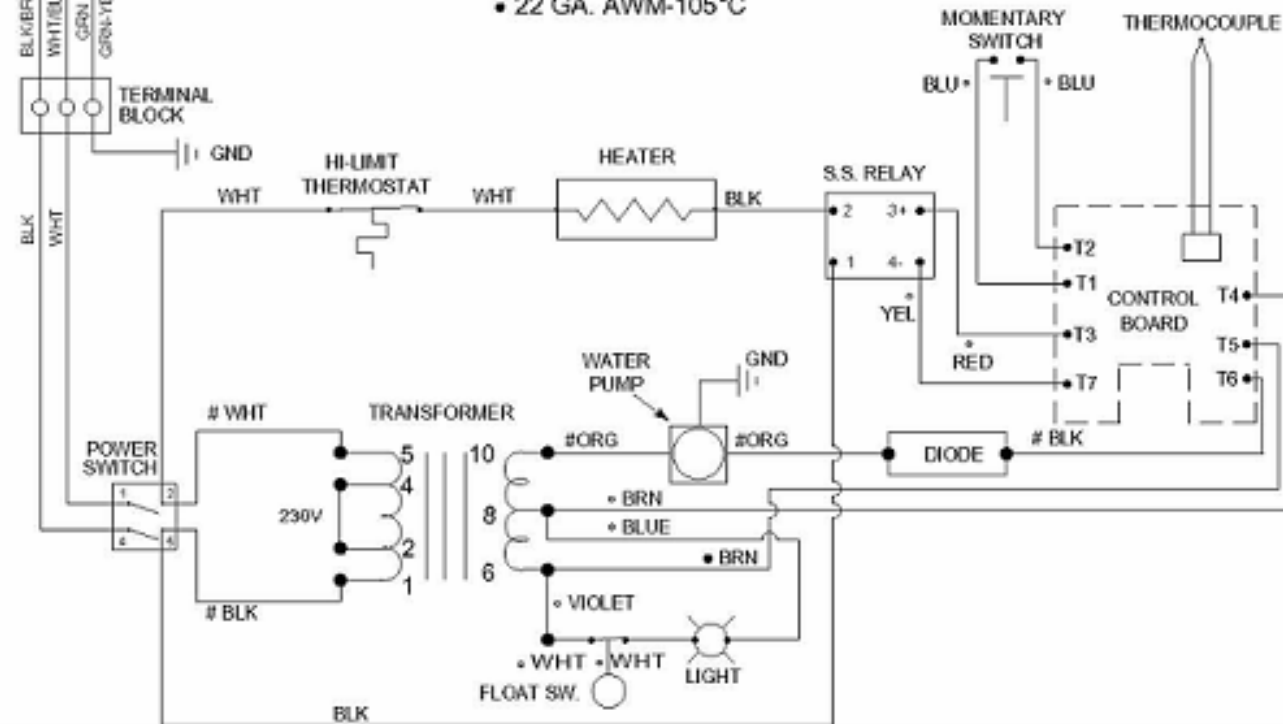 • 22 GA. AWM-105°C
BLK/BR
WHT/BL
GRN
GRN-YE
TERMINAL
BLOCK
GND
BLK
WHT
WHT
HI-LIMIT
THERMOSTAT
WHT
HEATER
BLK
S.S. RELAY
2 3+
1 4-
YEL
RED
MOMENTARY
SWITCH
BLU • • BLU
THERMOCOUPLE
T2
T1
T3
T7
CONTROL
BOARD
T4
T5
T6
WATER
PUMP
GND
#ORG
#ORG
DIODE
# BLK
POWER
SWITCH
1 2
4
# WHT
# BLK
230V
TRANSFORMER
5
4
2
1
10
8
6
• BRN
• BLUE
• BRN
• VIOLET
• WHT • WHT
FLOAT SW.
LIGHT
BLK